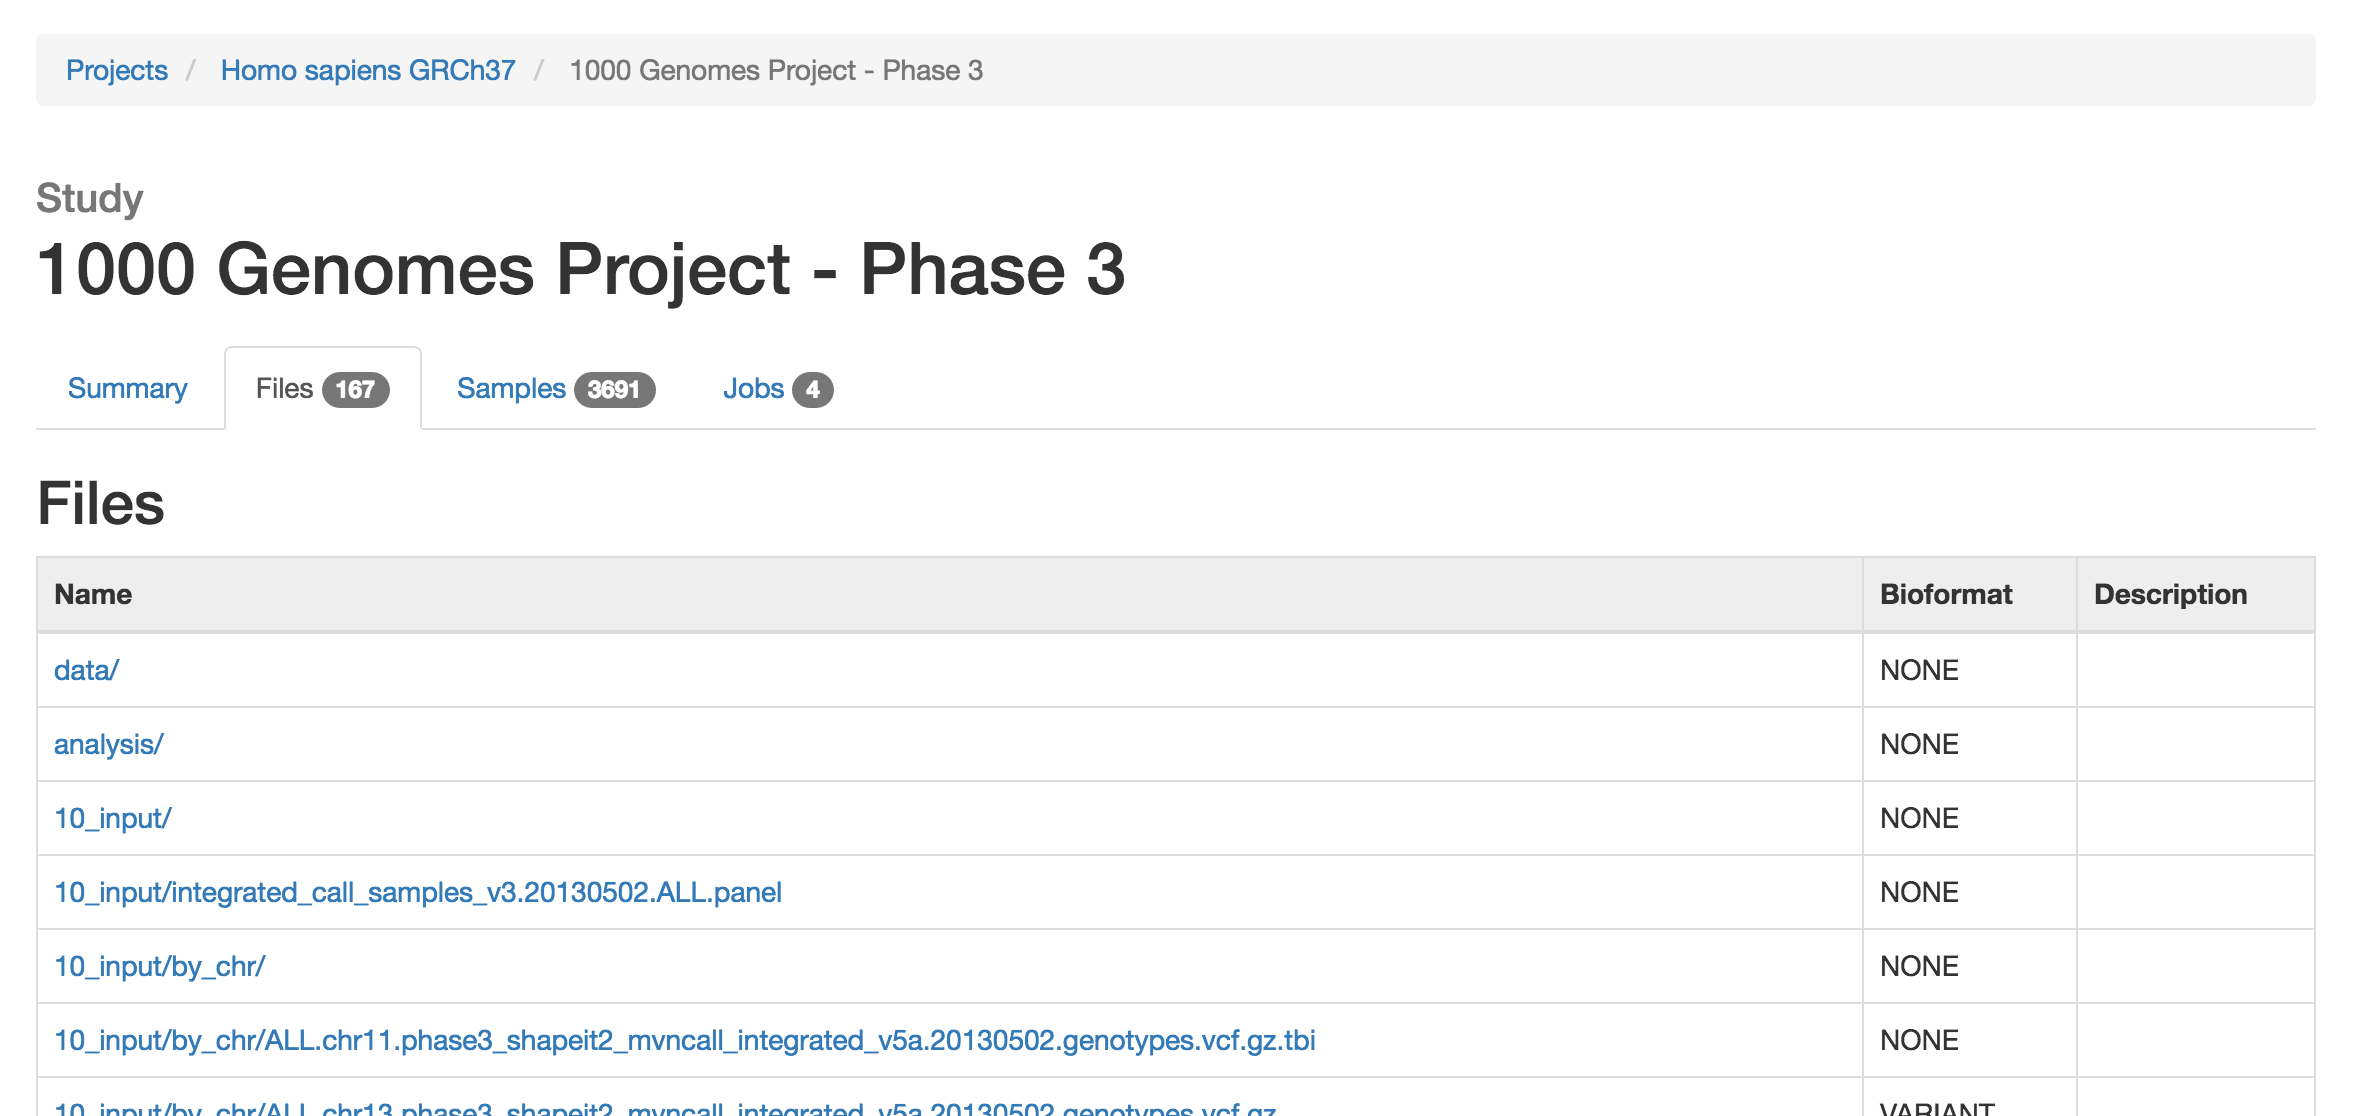 Projects / Homo sapiens GRCh37 / 1000 Genomes Project - Phase 3
Study
1000 Genomes Project - Phase 3
Summary Files 167 Samples 3691 Jobs 4
Files
Name Bioformat Description
data/ NONE
analysis/ NONE
10_input/ NONE
10_input/integrated_call_samples_v3.20130502.ALL.panel NONE
10_input/by_chr/ NONE
10_input/by_chr/ALL.chr11.phase3_shapeit2_mvncall_integrated_v5a.20130502.genotypes.vcf.gz.tbi NONE
10_input/by_chr/ALL.chr13.phase3_shapeit2_mvncall_integrated_v5a.20130502.genotypes.vcf.gz VARIANT